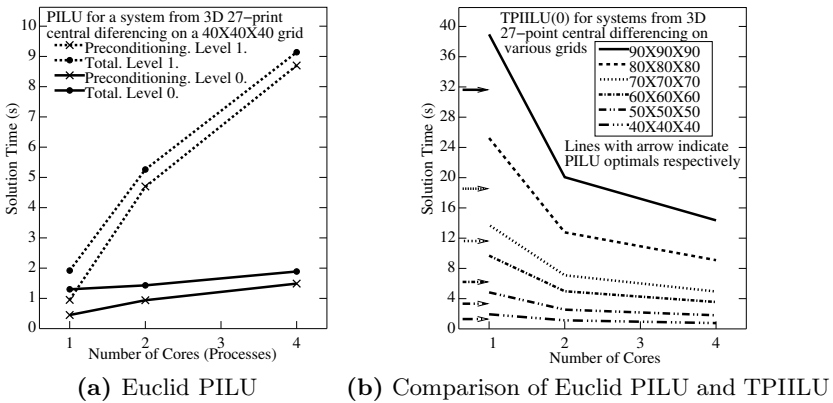 PILU for a system from 3D 27-print
central diferencing on a 40X40X40 grid
Preconditioning. Level 1.
Total. Level 1.
Preconditioning. Level 0.
Total. Level 0.
Solution Time (s)
10
9
8
7
6
5
4
3
2
1
0
1
2
3
4
Number of Cores (Processes)
(a) Euclid PILU
TPIILU(0) for systems from 3D
27-point central differencing on
various grids
90X90X90
80X80X80
70X70X70
60X60X60
50X50X50
40X40X40
Lines with arrow indicate
PILU optimals respectively
Solution Time (s)
40
36
32
28
24
20
16
12
8
4
0
1
2
3
4
Number of Cores
(b) Comparison of Euclid PILU and TPIILU